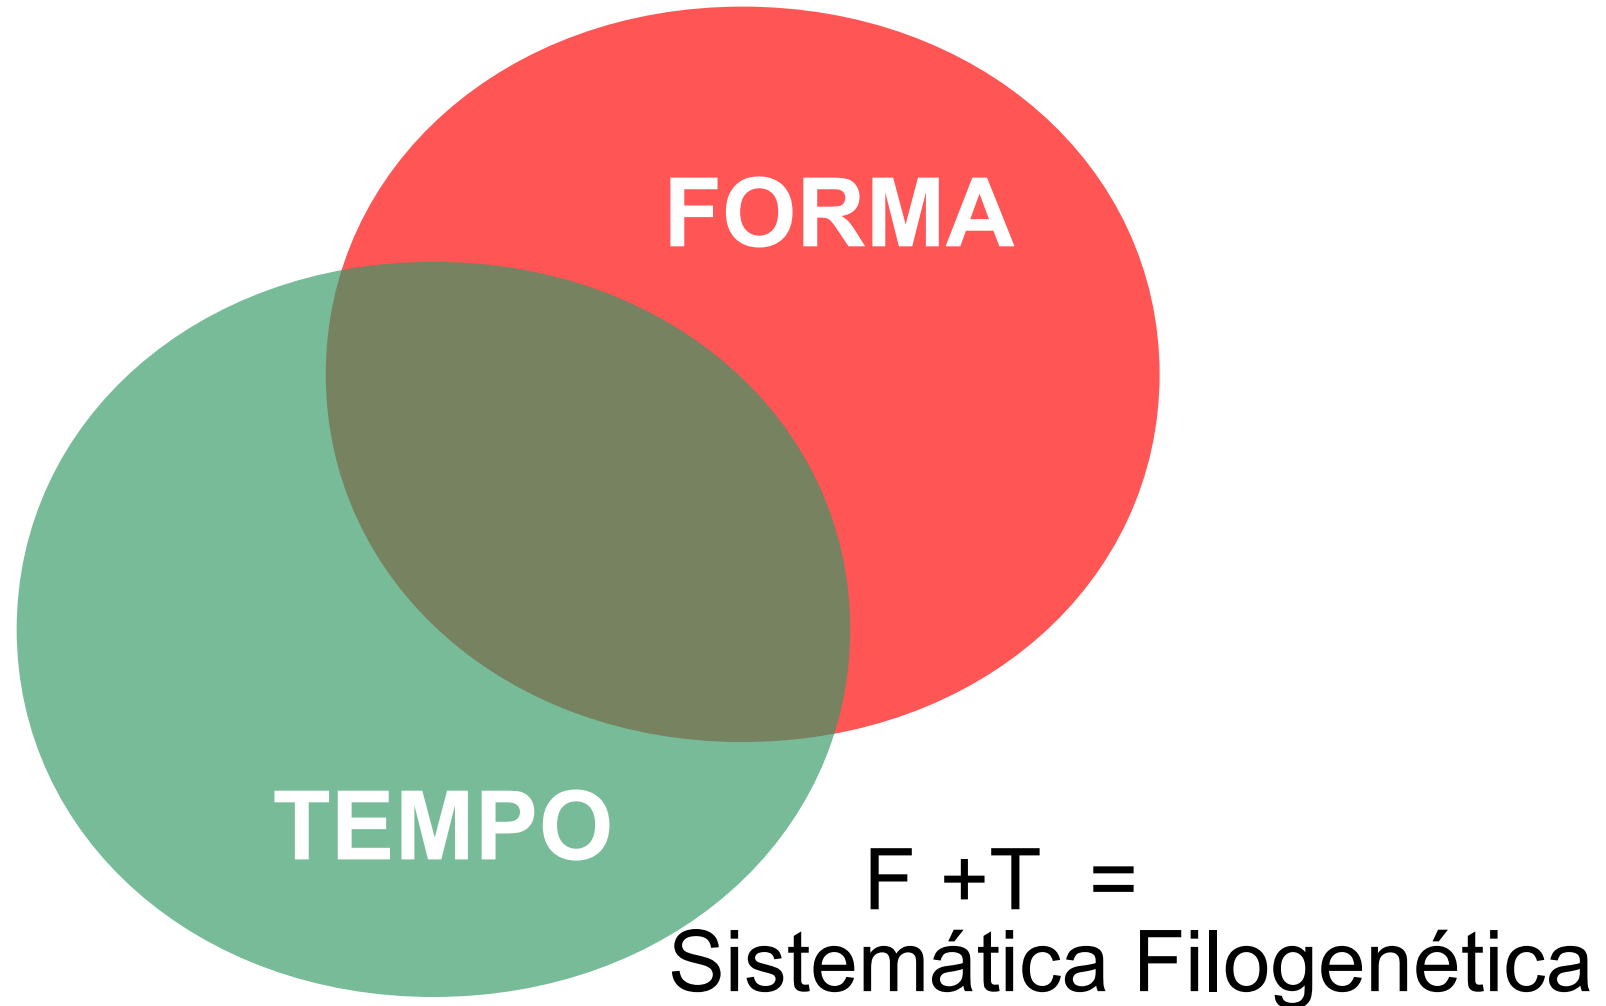 FORMA
TEMPO
F +T =
Sistemática Filogenética